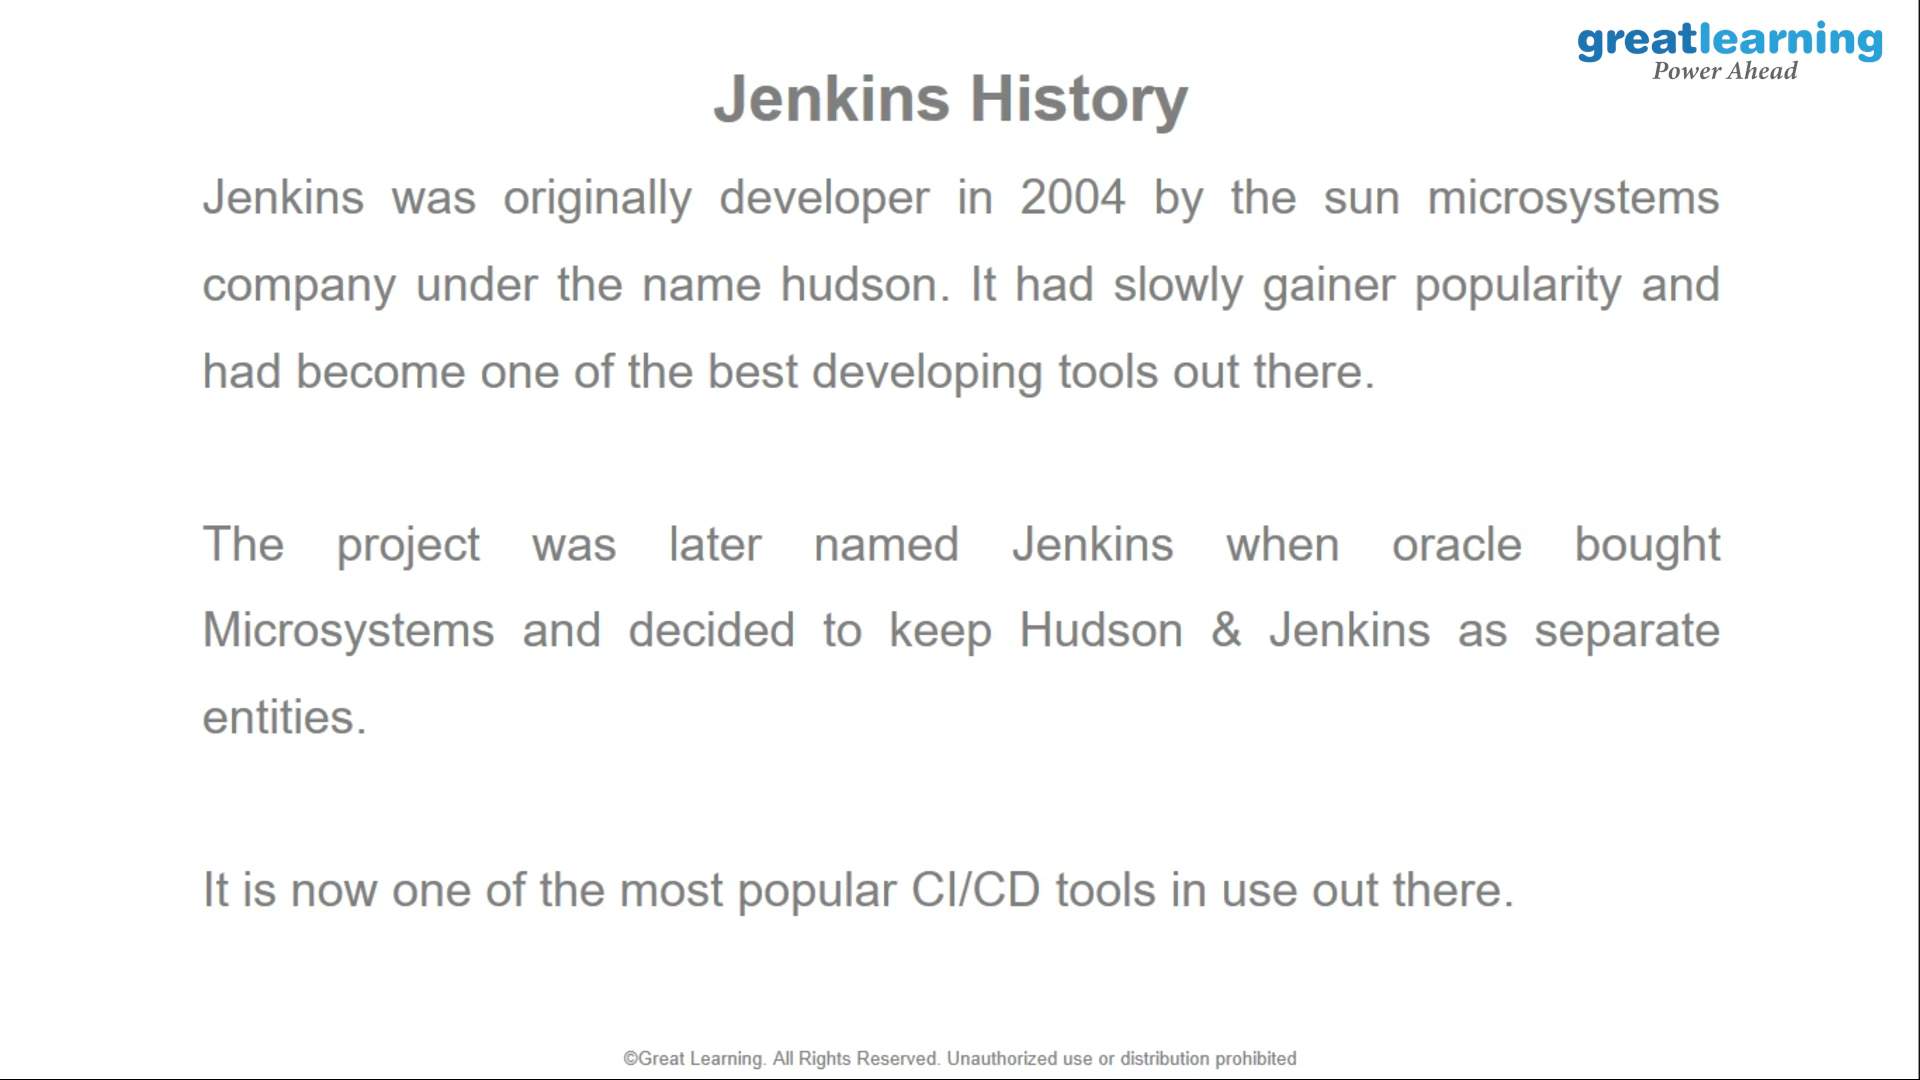 greatlearning
Power Ahead
Jenkins History
Jenkins was originally developer in 2004 by the sun microsystems
company under the name hudson. It had slowly gainer popularity and
had become one of the best developing tools out there.
The project was later named Jenkins when oracle bought
Microsystems and decided to keep Hudson & Jenkins as separate
entities.
It is now one of the most popular CI/CD tools in use out there.
©Great Learning. All Rights Reserved. Unauthorized use or distribution prohibited